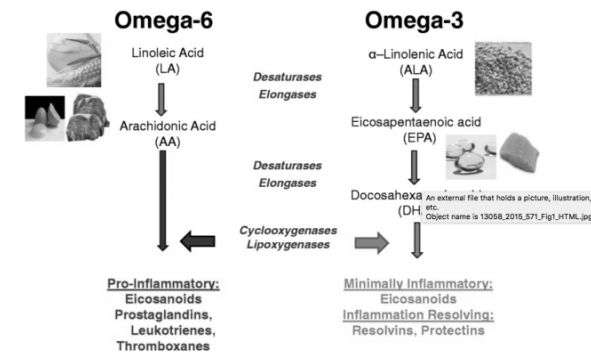 Omega-6
Omega-3
Linoleic Acid
(LA)
α–Linolenic Acid
(ALA)
Desaturases
Elongases
Arachidonic Acid
(AA)
Eicosapentaenoic acid
(EPA)
Desaturases
Elongases
(DH
An external file that holds a picture, illustration,
etc.
Object name is 13058_2015_571_Fig1_HTML.jpg
Cyclooxygenases
Lipoxygenases
Pro-Inflammatory:
Eicosanoids
Prostaglandins,
Leukotrienes,
Thromboxanes
Minimally Inflammatory:
Eicosanoids
Inflammation Resolving:
Resolvins, Protectins